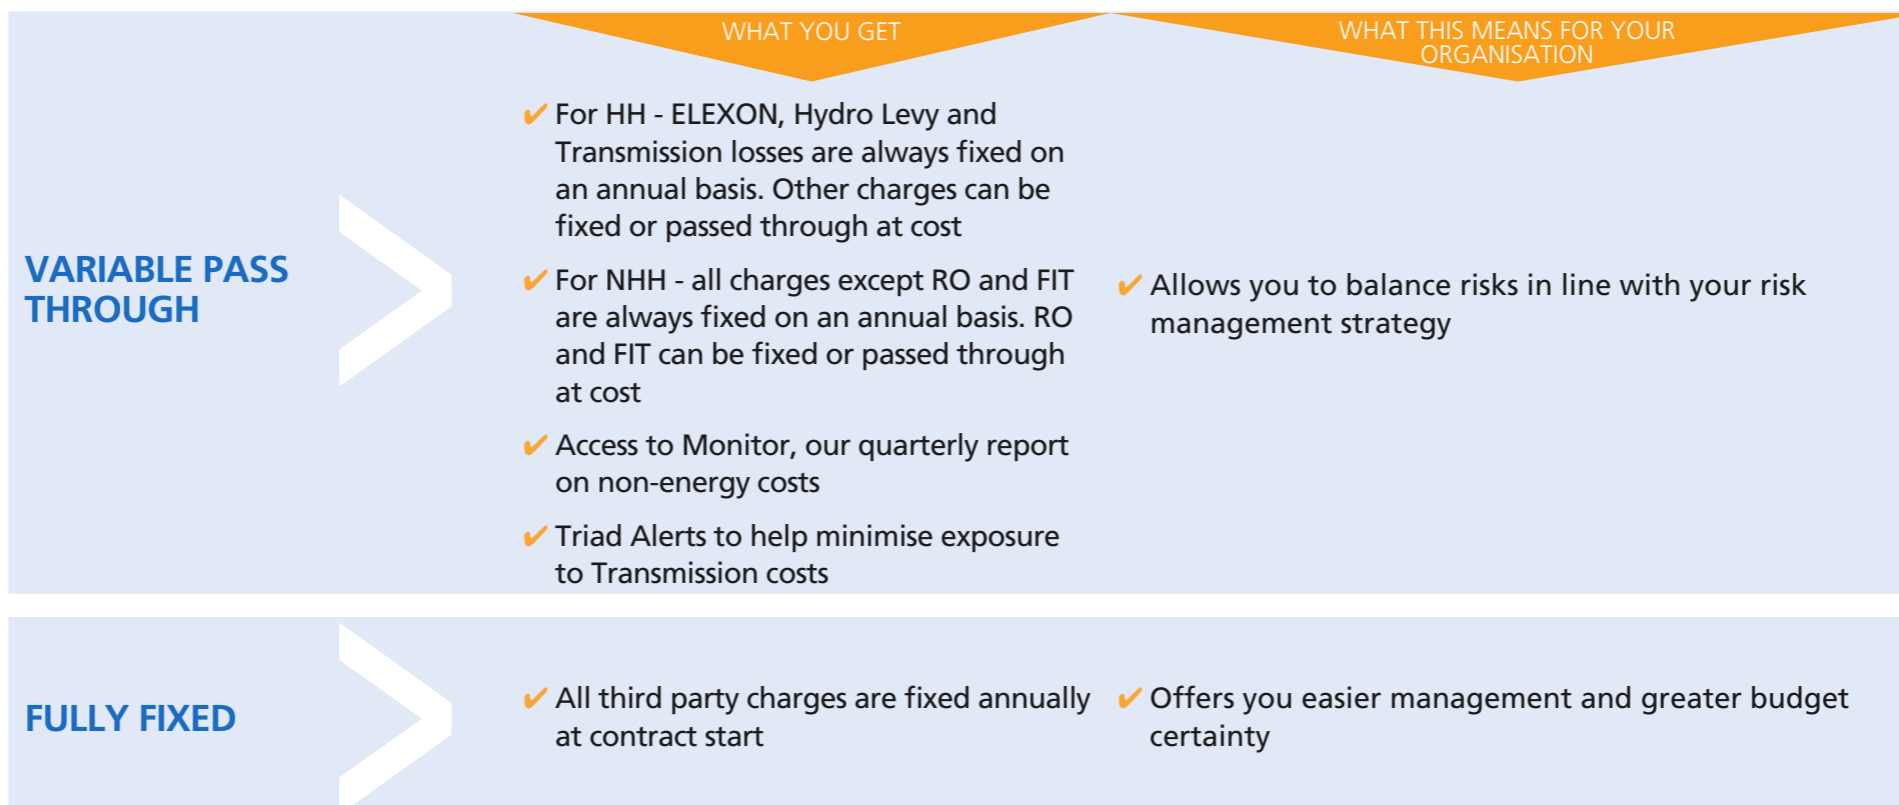 WHAT YOU GET
WHAT THIS MEANS FOR YOUR
ORGANISATION
VARIABLE PASS
THROUGH
✔ For HH - ELEXON, Hydro Levy and
Transmission losses are always fixed on
an annual basis. Other charges can be
fixed or passed through at cost
✔ For NHH - all charges except RO and FIT
are always fixed on an annual basis. RO
and FIT can be fixed or passed through
at cost
✔ Access to Monitor, our quarterly report
on non-energy costs
✔ Triad Alerts to help minimise exposure
to Transmission costs
✔ Allows you to balance risks in line with your risk
management strategy
FULLY FIXED
✔ All third party charges are fixed annually
at contract start
✔ Offers you easier management and greater budget
certainty